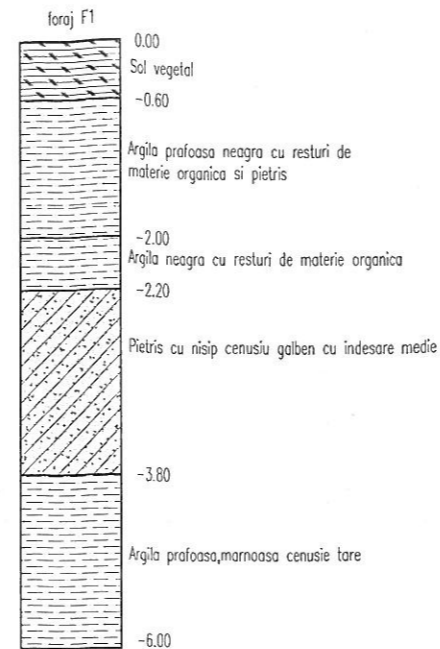 foraj F1
0.00
Sol vegetal
-0.60
Argila prafoasa neagra cu resturi de
materie organica si pietris
-2.00
Argila neagra cu resturi de materie organica
-2.20
Pietris cu nisip cenusiu galben cu indesare medie
-3.80
Argila prafoasa,marnoasa cenusie tare
-6.00